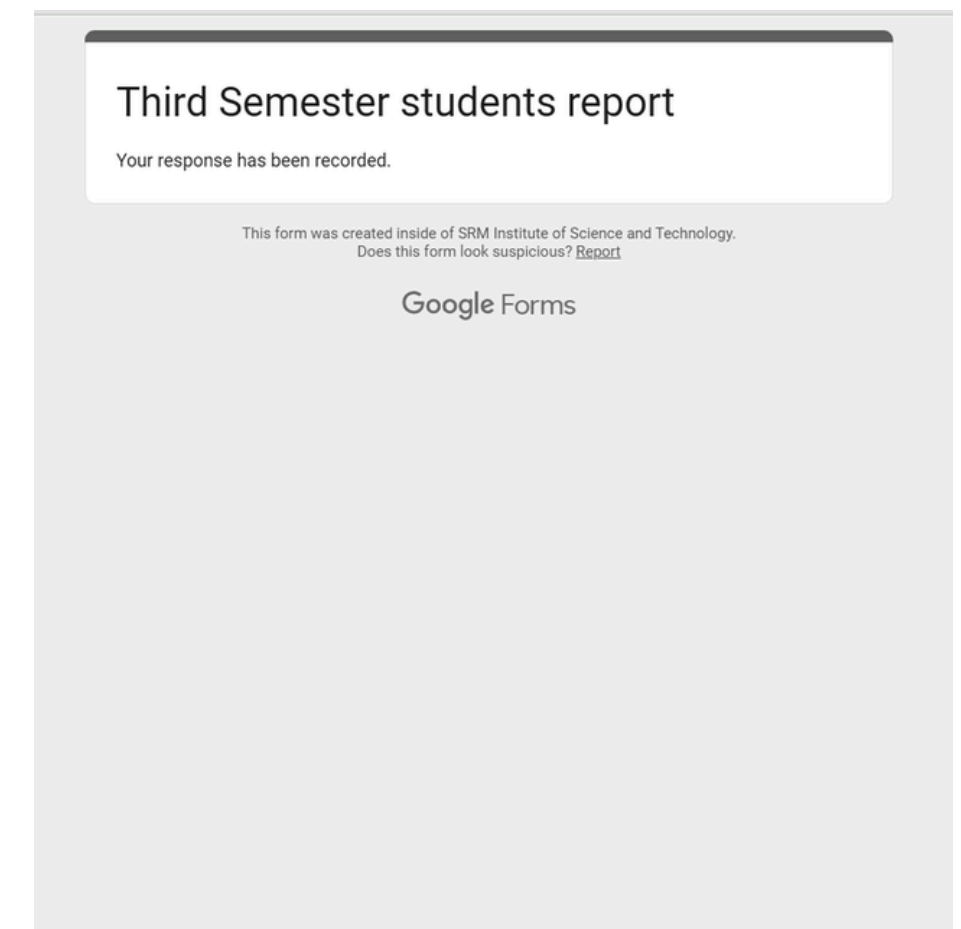 Third Semester students report
Your response has been recorded.
This form was created inside of SRM Institute of Science and Technology.
Does this form look suspicious? Report
Google Forms